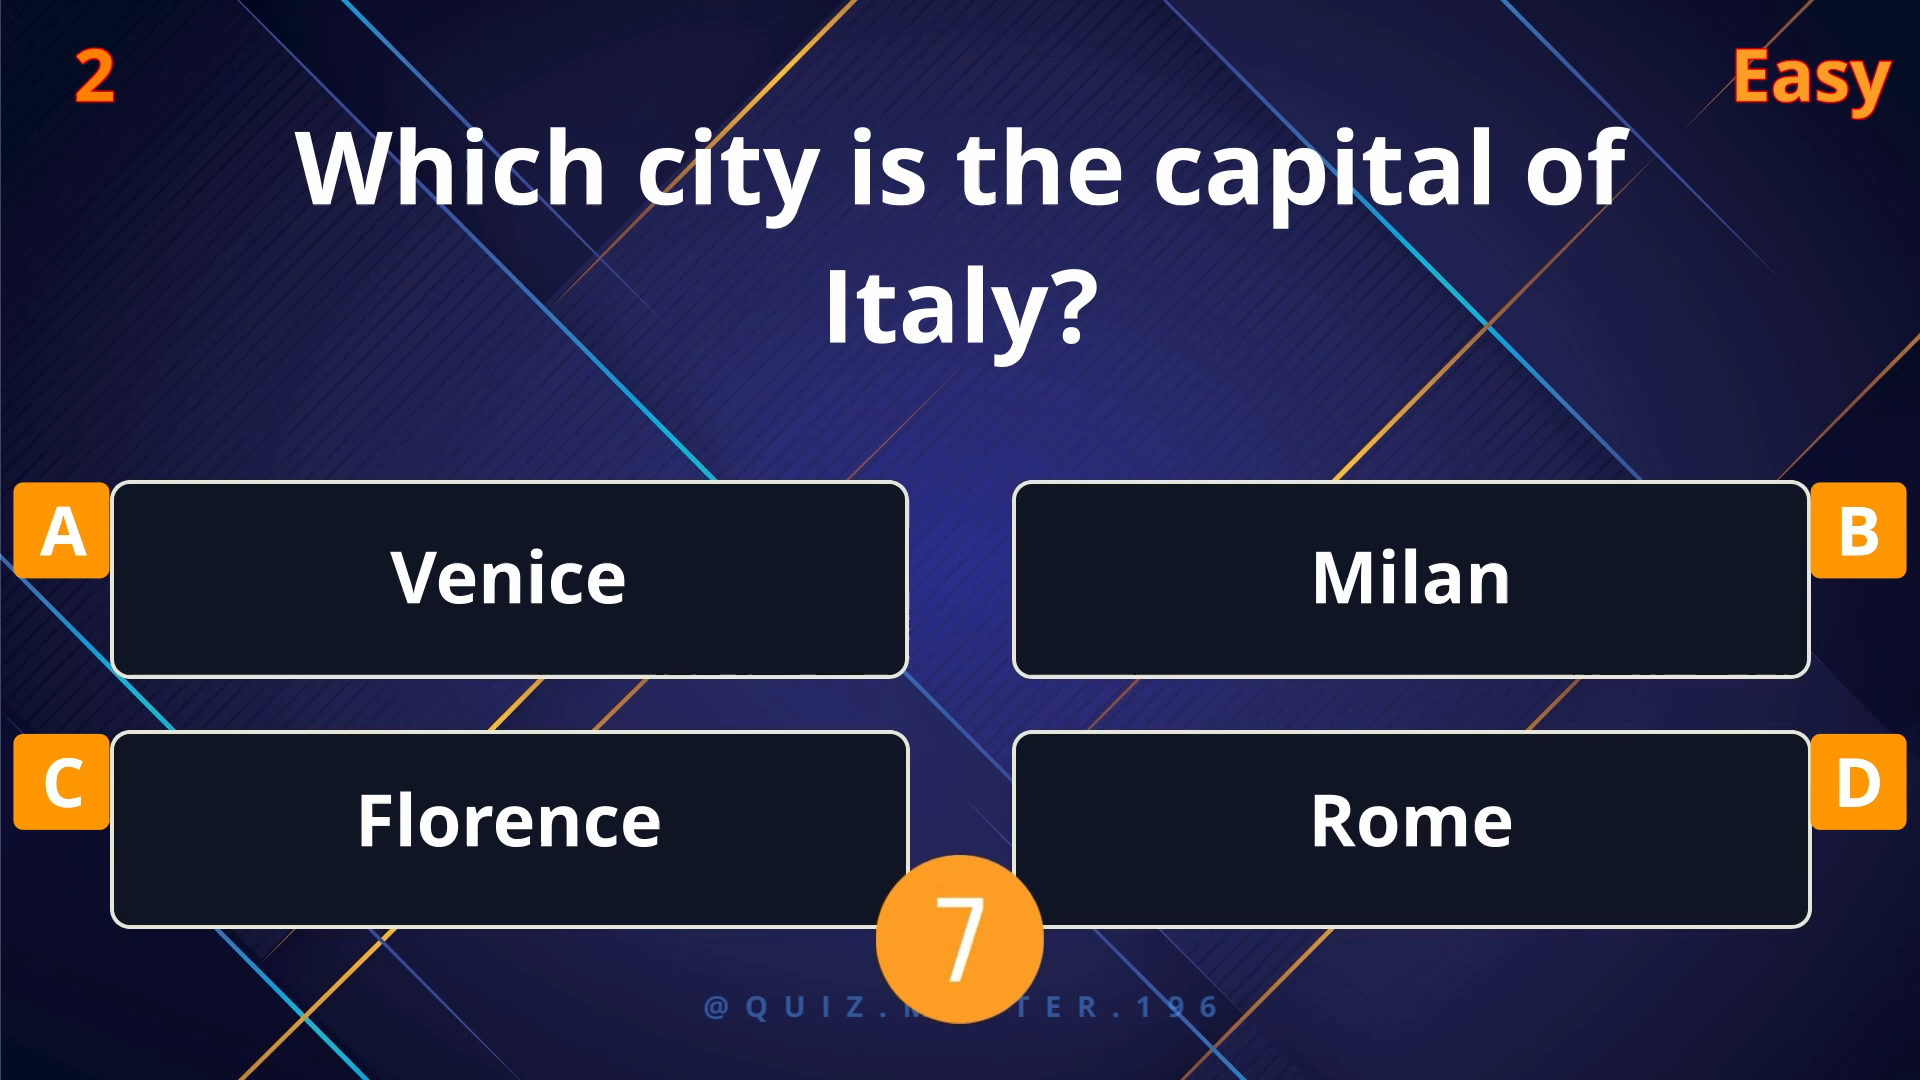 2
Easy
Which city is the capital of
Italy?
A
Venice
Milan
B
C
Florence
Rome
D
7